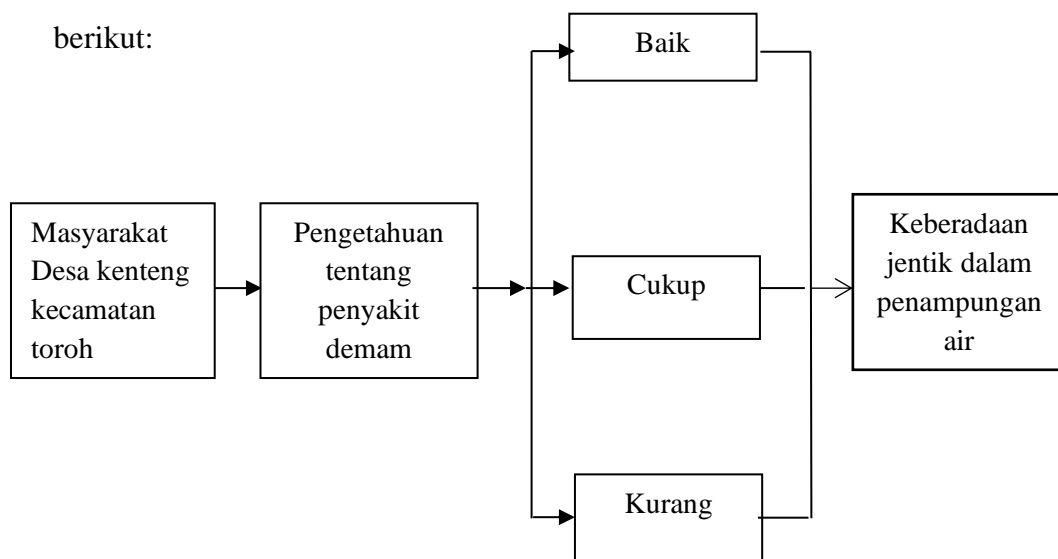 berikut:
Baik
Masyarakat
Desa kenteng
kecamatan
toroh
Pengetahuan
tentang
penyakit
demam
Cukup
Keberadaan
jentik dalam
penampungan
air
Kurang